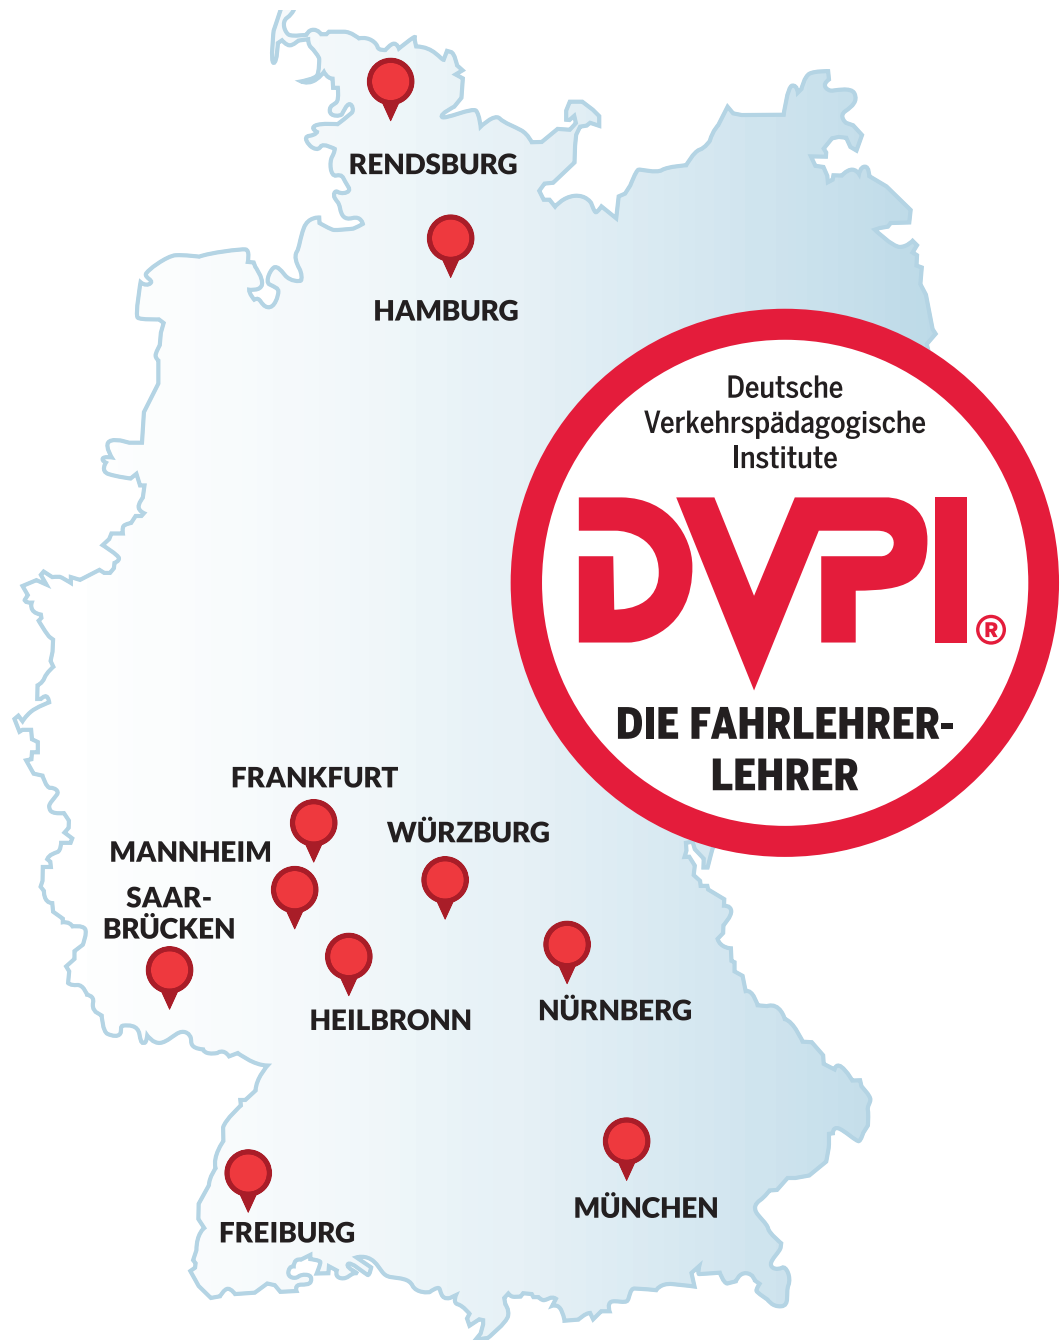 RENDSBURG
HAMBURG
Deutsche
Verkehrspädagogische
Institute
DVPI®
DIE FAHRLEHRER-
LEHRER
FRANKFURT
WÜRZBURG
MANNHEIM
SAAR-
BRÜCKEN
HEILBRONN
NÜRNBERG
MÜNCHEN
FREIBURG